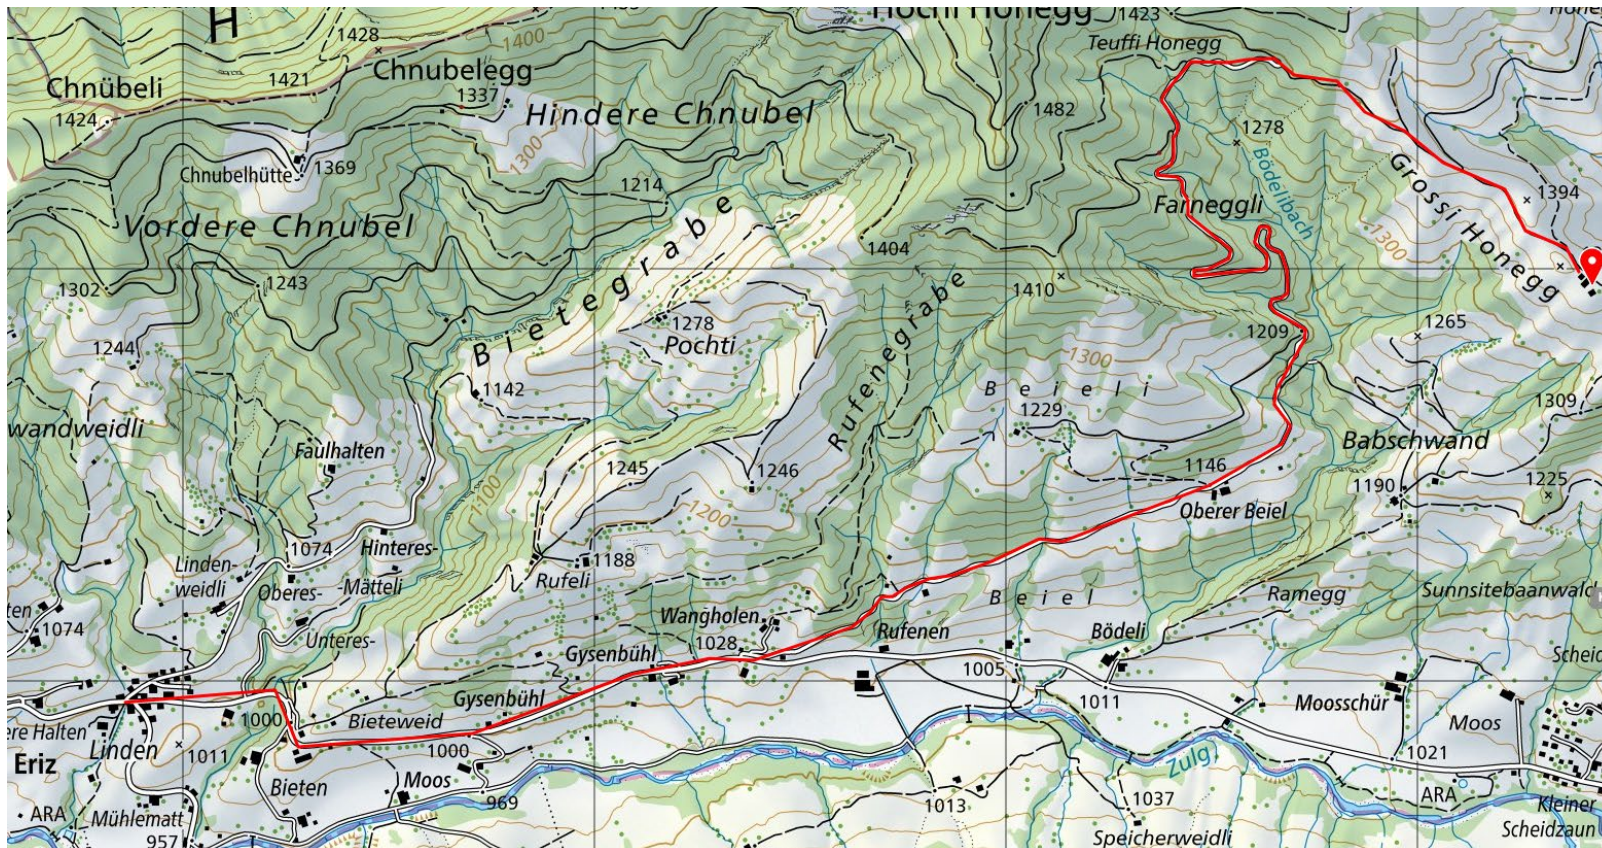 H
Hochi Honegg
1423
1428
1400
Teuffi Honegg
Chnubelegg
1421
Chnübeli
1337
Hindere Chnubel
1482
1278
1424
1300
Bödelibach
Grossi Honegg
1369
Chnubelhütte
1214
1394
Farneggli
Vordere Chnubel
1404
1300
Bietegrabe
1243
1302
1410
Rufenegrabe
1278
1265
1209
Pochti
1244
1300
Beieli
1142
1229
1309
wandweidli
Babschwand
Faulhalten
1245
1246
1146
1225
1190
1100
1200
Oberer Beiel
1074
Hinteres-
Linden-
weidli
Oberes-
-Mätteli
1188
Rufeli
Beiel
Ramegg
Sunnsitebaanwald
ten
1074
Wangholen
Unteres-
Rufenen
Bödeli
1028
Gysenbühl
1005
Scheid
Gysenbühl
1011
Moosschür
1000
Bieteweid
Moos
ere Halten
Linden
1011
1000
1021
Eriz
Zulg
Bieten
Moos
969
ARA
1013
1037
Kleiner
ARA
Mühlematt
Scheidzaun
957
Speicherweidli